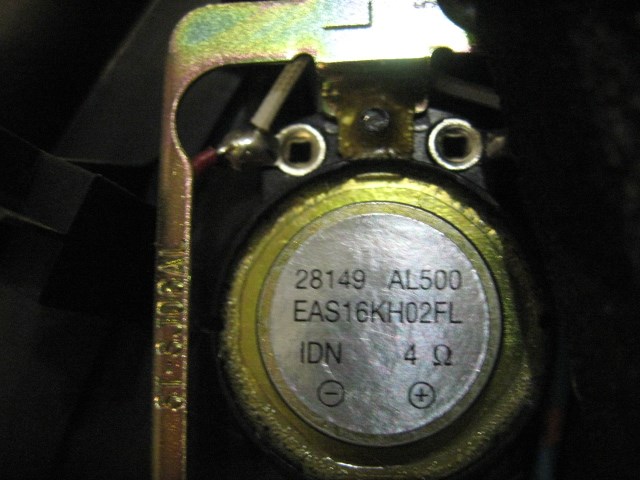 28149 AL500
EAS16KH02FL
IDN 4 Ω
⊖ ⊕